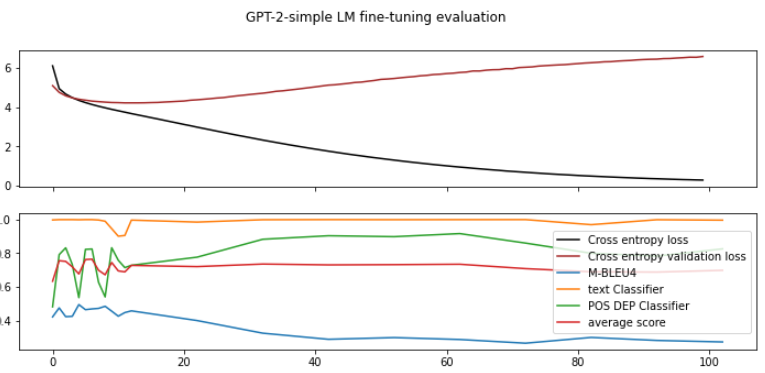 GPT-2-simple LM fine-tuning evaluation
6
4
2
0
.0
0.8
0.6
0.4
Cross entropy loss
Cross entropy validation loss
M-BLEU4
text Classifier
POS DEP Classifier
average score
0 20 40 60 80 100